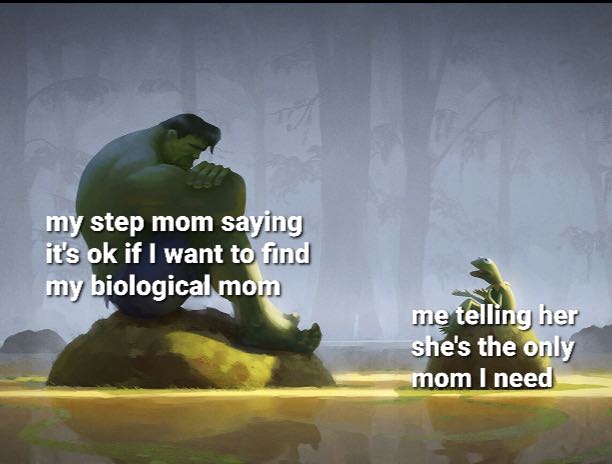 my step mom saying
it's ok if I want to find
my biological mom
me telling her
she's the only
mom I need